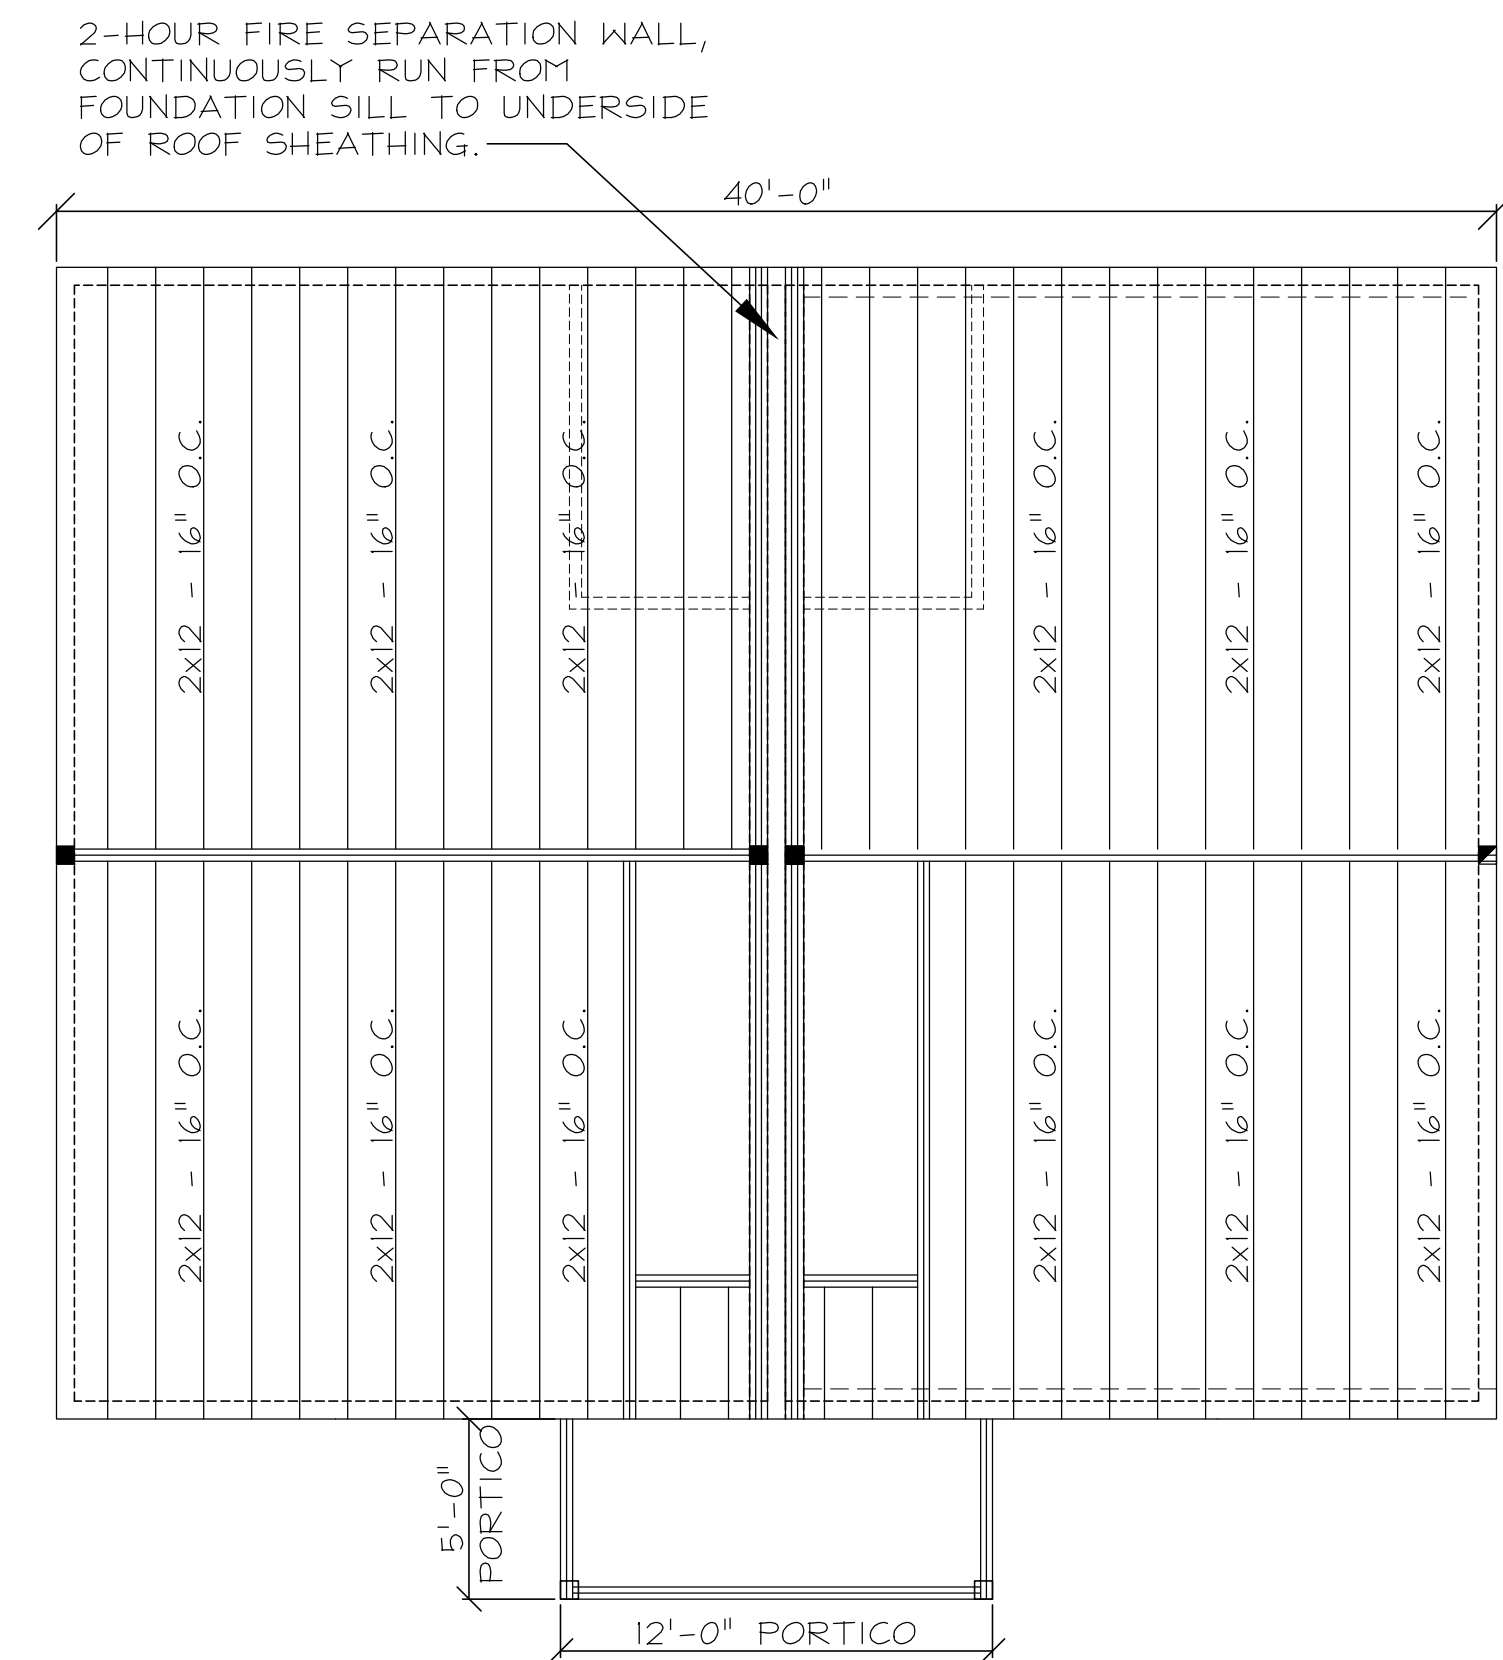 2-HOUR FIRE SEPARATION WALL,
CONTINUOUSLY RUN FROM
FOUNDATION SILL TO UNDERSIDE
OF ROOF SHEATHING.
40'-0"
2x12 - 16" O.C.
2x12 - 16" O.C.
2x12 - 16" O.C.
2x12 - 16" O.C.
2x12 - 16" O.C.
2x12 - 16" O.C.
2x12 - 16" O.C.
2x12 - 16" O.C.
2x12 - 16" O.C.
2x12 - 16" O.C.
2x12 - 16" O.C.
2x12 - 16" O.C.
5'-0"
PORTICO
12'-0" PORTICO